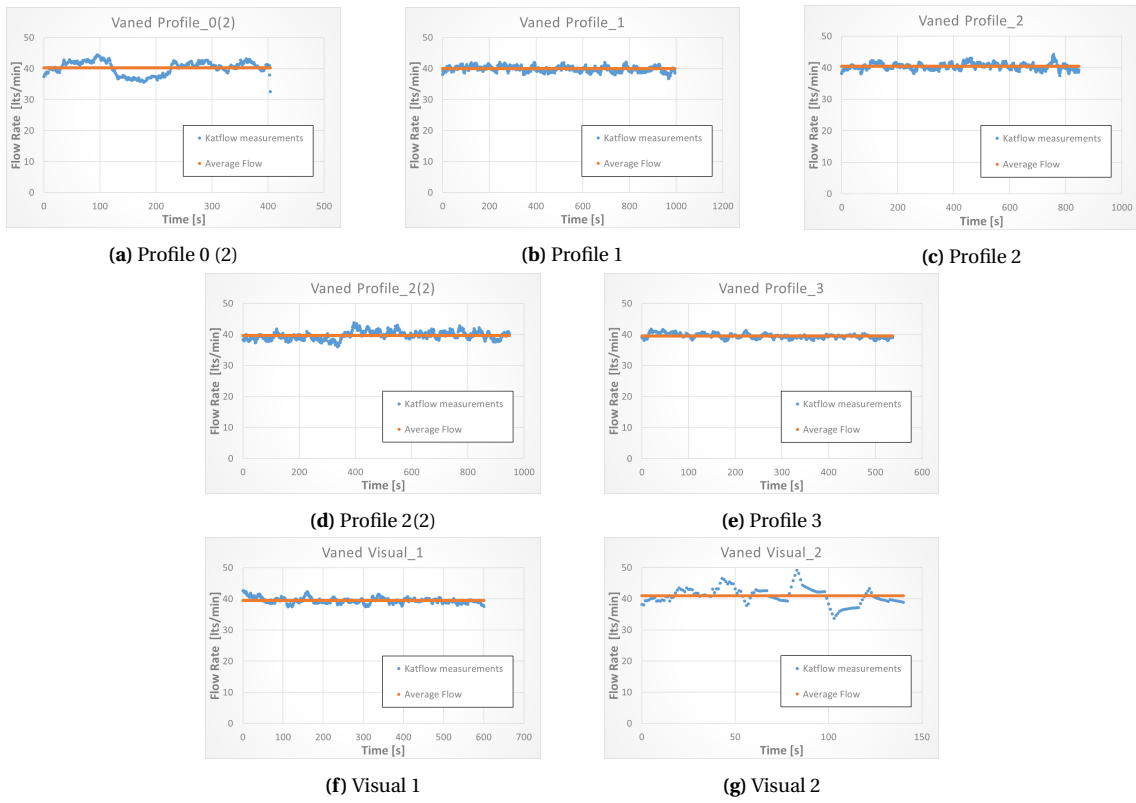 Vaned Profile_0(2)
Flow Rate [lts/min]
50
40
30
20
10
0
0 100 200 300 400 500
Time [s]
Katflow measurements
Average Flow
(a) Profile 0 (2)
Vaned Profile_1
Flow Rate [lts/min]
50
40
30
20
10
0
0 200 400 600 800 1000 1200
Time [s]
Katflow measurements
Average Flow
(b) Profile 1
Vaned Profile_2
Flow Rate [lts/min]
50
40
30
20
10
0
0 200 400 600 800 1000
Time [s]
Katflow measurements
Average Flow
(c) Profile 2
Vaned Profile_2(2)
Flow Rate [lts/min]
50
40
30
20
10
0
0 200 400 600 800 1000
Time [s]
Katflow measurements
Average Flow
(d) Profile 2(2)
Vaned Profile_3
Flow Rate [lts/min]
50
40
30
20
10
0
0 100 200 300 400 500 600
Time [s]
Katflow measurements
Average Flow
(e) Profile 3
Vaned Visual_1
Flow Rate [lts/min]
50
40
30
20
10
0
0 100 200 300 400 500 600 700
Time [s]
Katflow measurements
Average Flow
(f) Visual 1
Vaned Visual_2
Flow Rate [lts/min]
50
40
30
20
10
0
0 50 100 150
Time [s]
Katflow measurements
Average Flow
(g) Visual 2